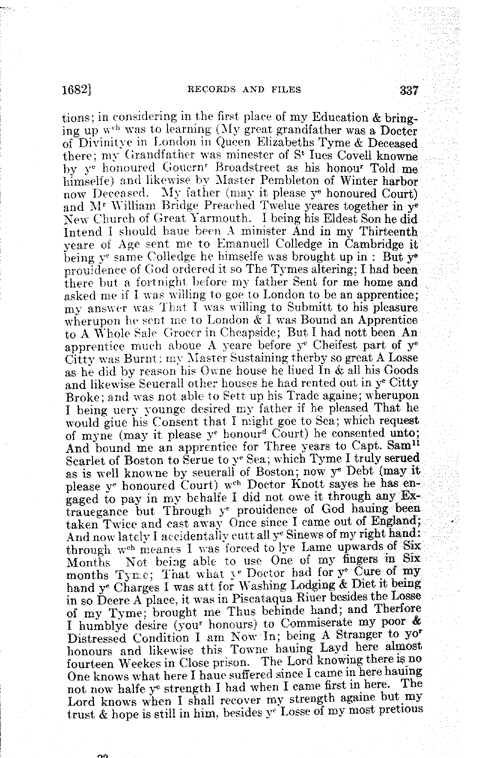 1682] RECORDS AND FILES 337
tions; in considering in the first place of my Education & bring-
ing up wch was to learning (My great grandfather was a Docter
of Divinitye in London in Queen Elizabeths Tyme & Deceased
there; my Grandfather was minester of St Iues Covell knowne
by ye honoured Gouernr Broadstreet as his honour Told me
himselfe) and likewise by Master Pembleton of Winter harbor
now Deceased. My father (may it please ye honoured Court)
and Mr William Bridge Preached Twelue yeares together in ye
New Church of Great Yarmouth. I being his Eldest Son he did
Intend I should haue been A minister And in my Thirteenth
yeare of Age sent me to Emanuell Colledge in Cambridge it
being ye same Colledge he himselfe was brought up in : But ye
prouidence of God ordered it so The Tymes altering; I had been
there but a fortnight before my father Sent for me home and
asked me if I was willing to goe to London to be an apprentice;
my answer was That I was willing to Submitt to his pleasure
wherupon he sent me to London & I was Bound an Apprentice
to A Whole Sale Grocer in Cheapside; But I had nott been An
apprentice much aboue A yeare before ye Cheifest part of ye
Citty was Burnt; my Master Sustaining therby so great A Losse
as he did by reason his Owne house he liued In & all his Goods
and likewise Seuerall other houses he had rented out in ye Citty
Broke; and was not able to Sett up his Trade againe; wherupon
I being uery younge desired my father if he pleased That he
would giue his Consent that I might goe to Sea; which request
of myne (may it please ye honourd Court) he consented unto;
And bound me an apprentice for Three years to Capt. Samll
Scarlet of Boston to Serue to ye Sea; which Tyme I truly serued
as is well knowne by seuerall of Boston; now ye Debt (may it
please ye honoured Court) wch Doctor Knott sayes he has en-
gaged to pay in my behalfe I did not owe it through any Ex-
trauegance but Through ye prouidence of God hauing been
taken Twice and cast away Once since I came out of England;
And now lately I accidentally cutt all ye Sinews of my right hand:
through wch meanes I was forced to lye Lame upwards of Six
Months Not being able to use One of my fingers in Six
months Tyme; That what ye Doctor had for ye Cure of my
hand ye Charges I was att for Washing Lodging & Diet it being
in so Deere A place, it was in Piscataqua Riuer besides the Losse
of my Tyme; brought me Thus behinde hand; and Therfore
I humblye desire (your honours) to Commiserate my poor &
Distressed Condition I am Now In; being A Stranger to yor
honours and likewise this Towne hauing Layd here almost
fourteen Weekes in Close prison. The Lord knowing there is no
One knows what here I haue suffered since I came in here hauing
not now halfe ye strength I had when I came first in here. The
Lord knows when I shall recover my strength againe but my
trust & hope is still in him, besides ye Losse of my most pretious
22